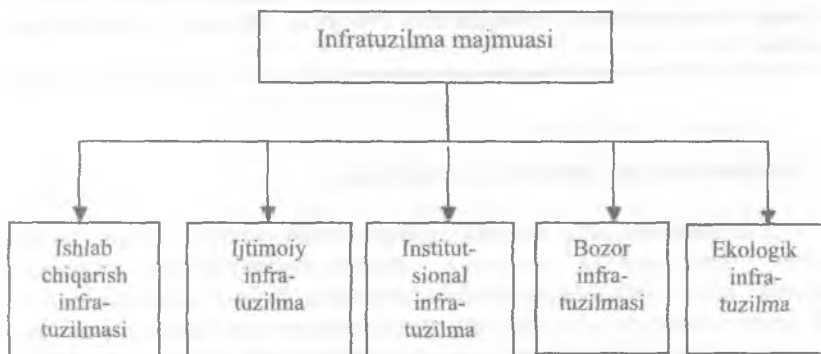 Infratuzilma majmuasi
Ishlab
chiqarish
infra-
tuzilmasi
Ijtimoiy
infra-
tuzilma
Institut-
sional
infra-
tuzilma
Bozor
infra-
tuzilmasi
Ekologik
infra-
tuzilma